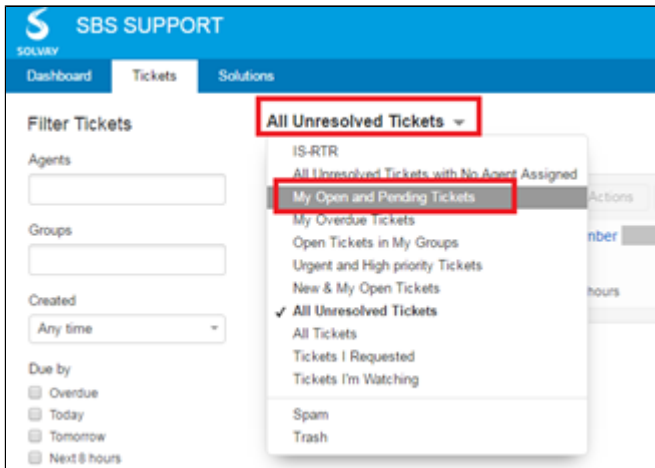 SBS SUPPORT
SOLVAY
Dashboard Tickets Solutions
Filter Tickets
Agents
Groups
Created
Any time
Due by
Overdue
Today
Tomorrow
Next 8 hours
All Unresolved Tickets
IS-RTR
All Unresolved Tickets with No Agent Assigned
My Open and Pending Tickets
My Overdue Tickets
Open Tickets in My Groups
Urgent and High priority Tickets
New & My Open Tickets
All Unresolved Tickets
All Tickets
Tickets I Requested
Tickets I'm Watching
Spam
Trash
Actions
mber
hours